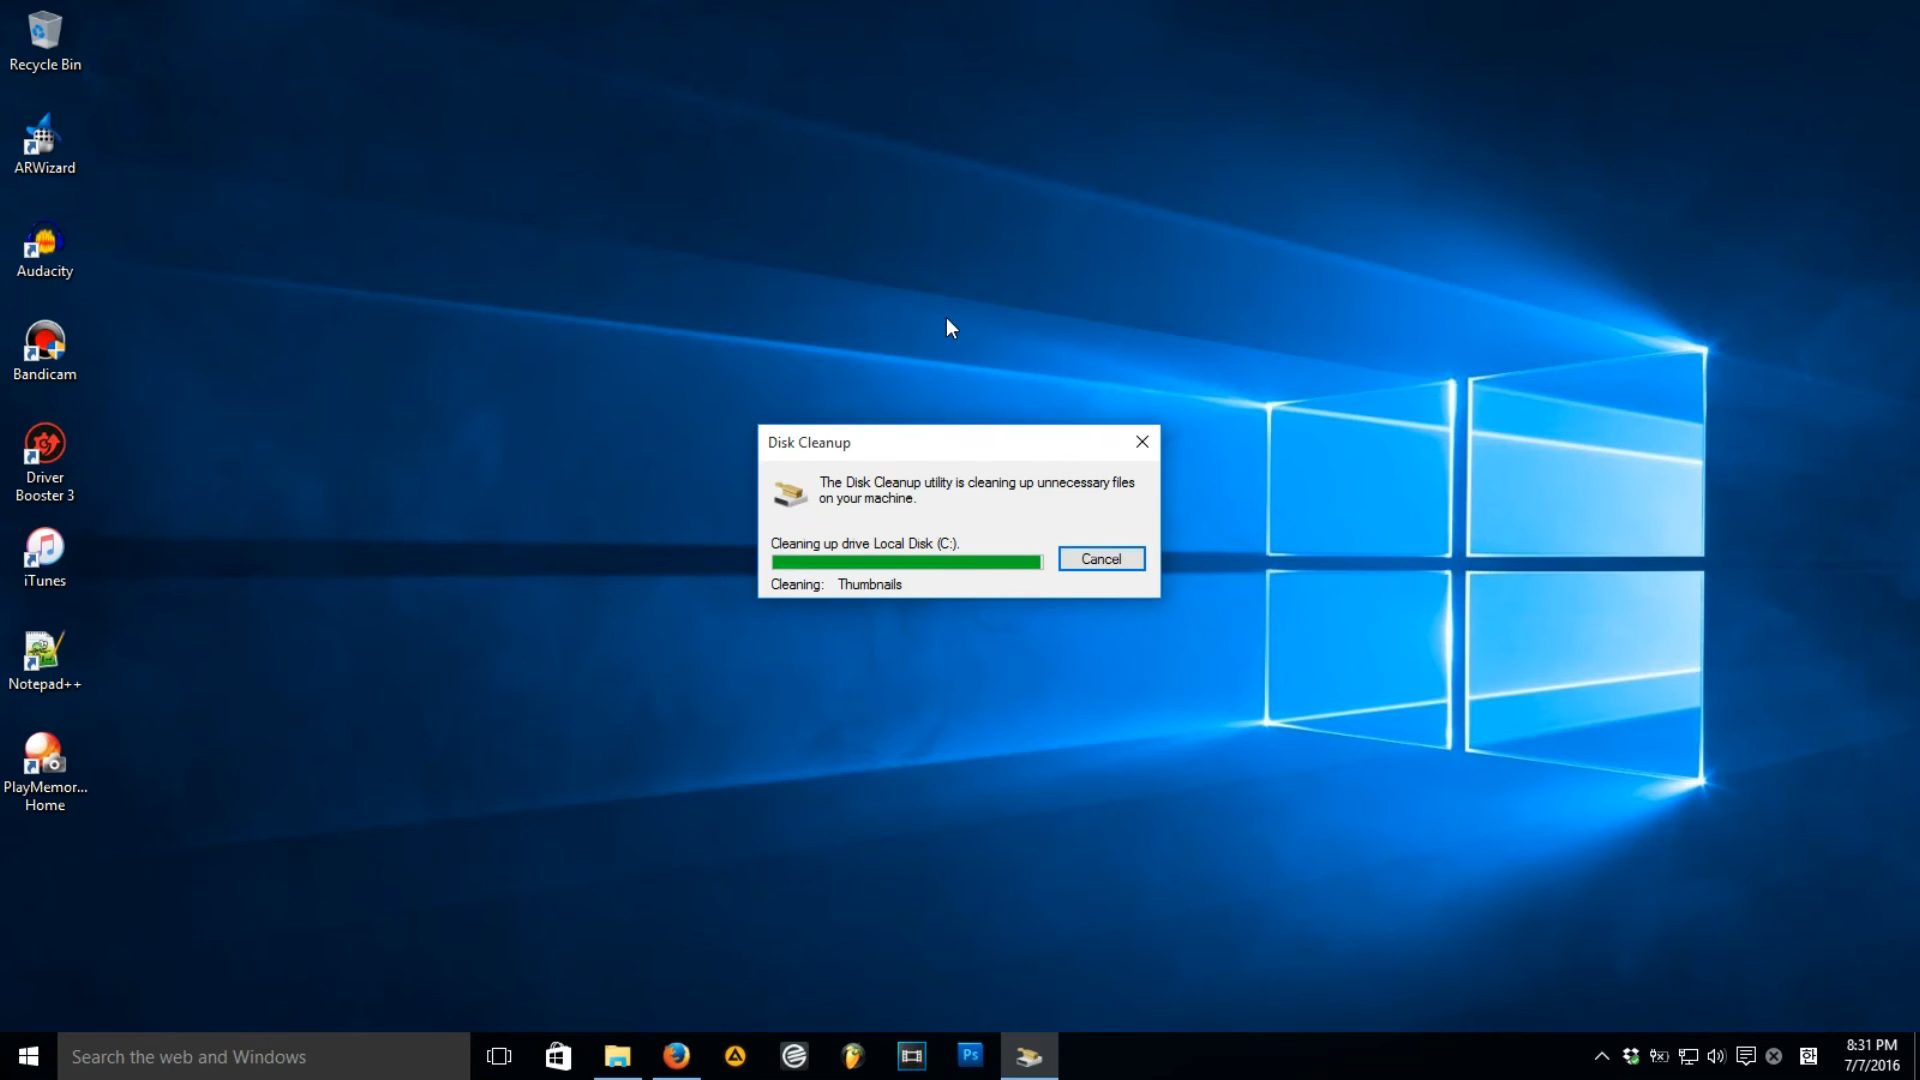 Recycle Bin
ARWizard
Audacity
Bandicam
Driver
Booster 3
iTunes
Notepad++
PlayMemor...
Home
Disk Cleanup
The Disk Cleanup utility is cleaning up unnecessary files
on your machine.
Cleaning up drive Local Disk (C:).
Cancel
Cleaning: Thumbnails
Search the web and Windows
Ps
한
8:31 PM
7/7/2016